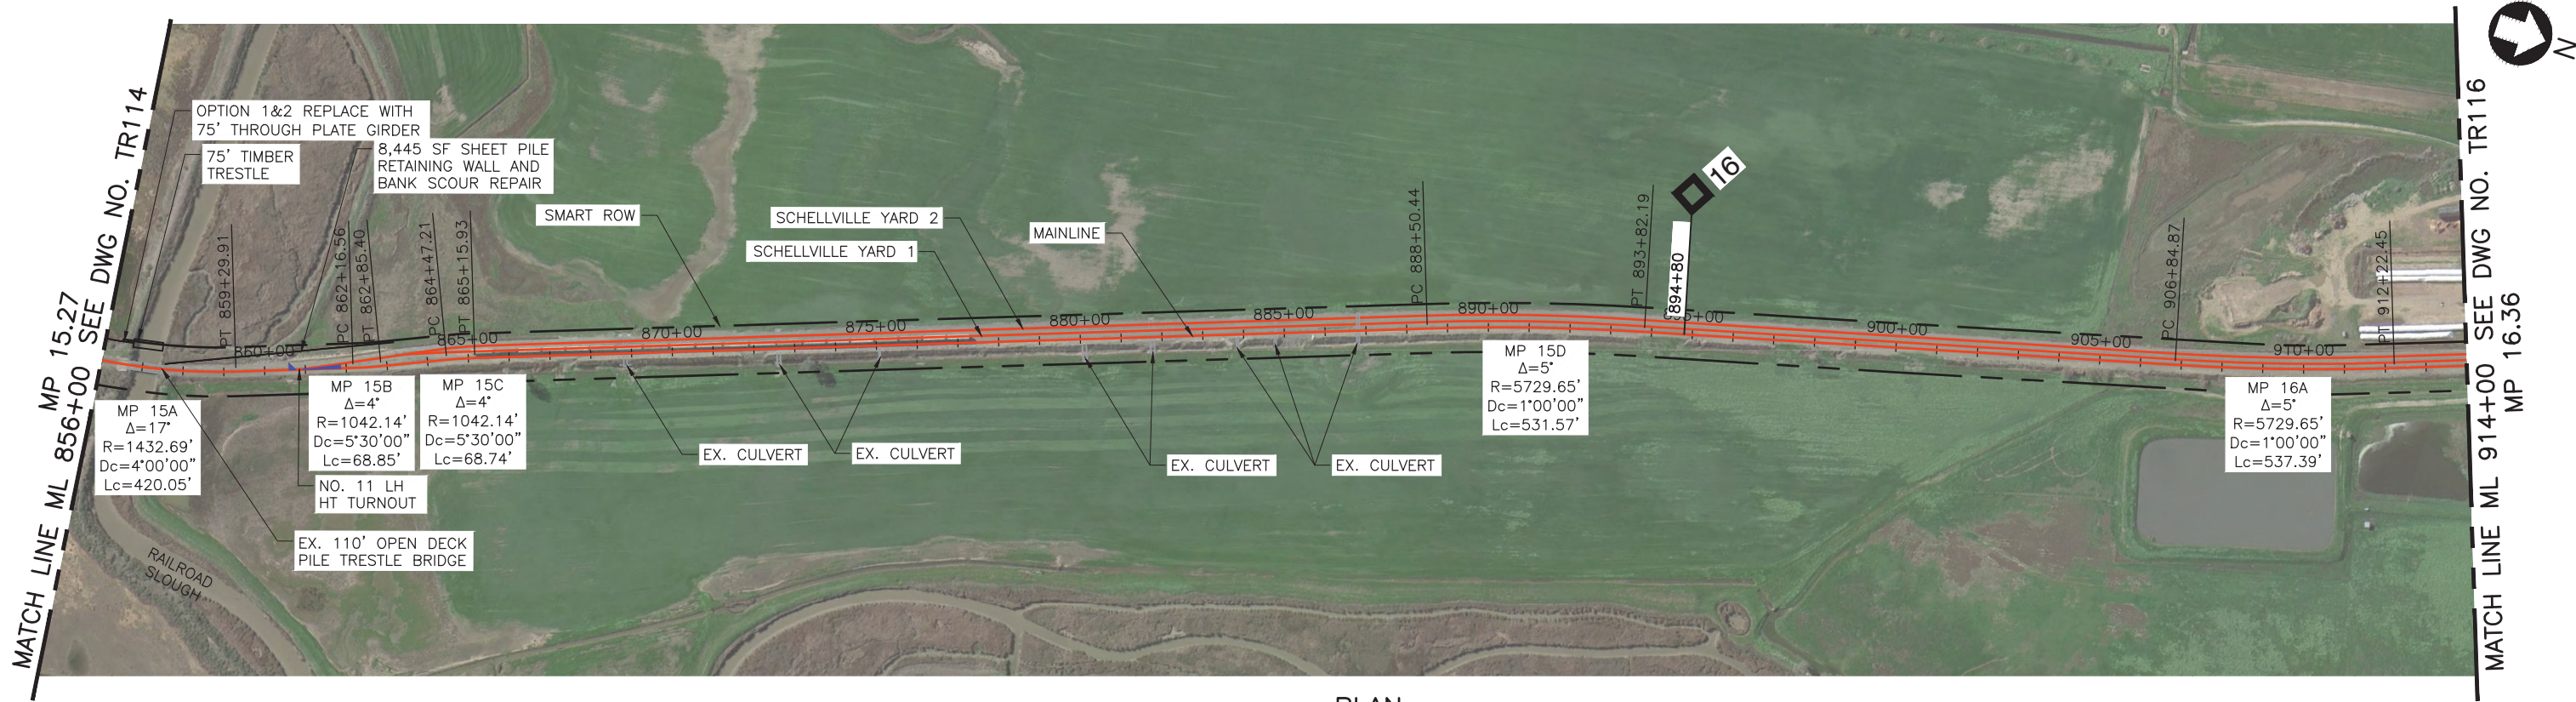 MATCH LINE ML 856+00 SEE DWG NO. TR114
MP 15.27
OPTION 1&2 REPLACE WITH
75' THROUGH PLATE GIRDER
75' TIMBER
TRESTLE
8,445 SF SHEET PILE
RETAINING WALL AND
BANK SCOUR REPAIR
SMART ROW
SCHELLVILLE YARD 2
SCHELLVILLE YARD 1
MAINLINE
16
894+80
N
PT 859+29.91
PC 862+16.56
PT 862+85.40
PC 864+47.21
PT 865+15.93
PC 888+50.44
PT 893+82.19
PC 906+84.87
PT 912+22.45
860+00
865+00
870+00
875+00
880+00
885+00
890+00
900+00
905+00
910+00
MP 15A
Δ=17°
R=1432.69'
Dc=4°00'00"
Lc=420.05'
MP 15B
Δ=4°
R=1042.14'
Dc=5°30'00"
Lc=68.85'
MP 15C
Δ=4°
R=1042.14'
Dc=5°30'00"
Lc=68.74'
NO. 11 LH
HT TURNOUT
EX. 110' OPEN DECK
PILE TRESTLE BRIDGE
RAILROAD
SLOUGH
EX. CULVERT
EX. CULVERT
EX. CULVERT
EX. CULVERT
MP 15D
Δ=5°
R=5729.65'
Dc=1°00'00"
Lc=531.57'
MP 16A
Δ=5°
R=5729.65'
Dc=1°00'00"
Lc=537.39'
MATCH LINE ML 914+00 SEE DWG NO. TR116
MP 16.36
PLAN